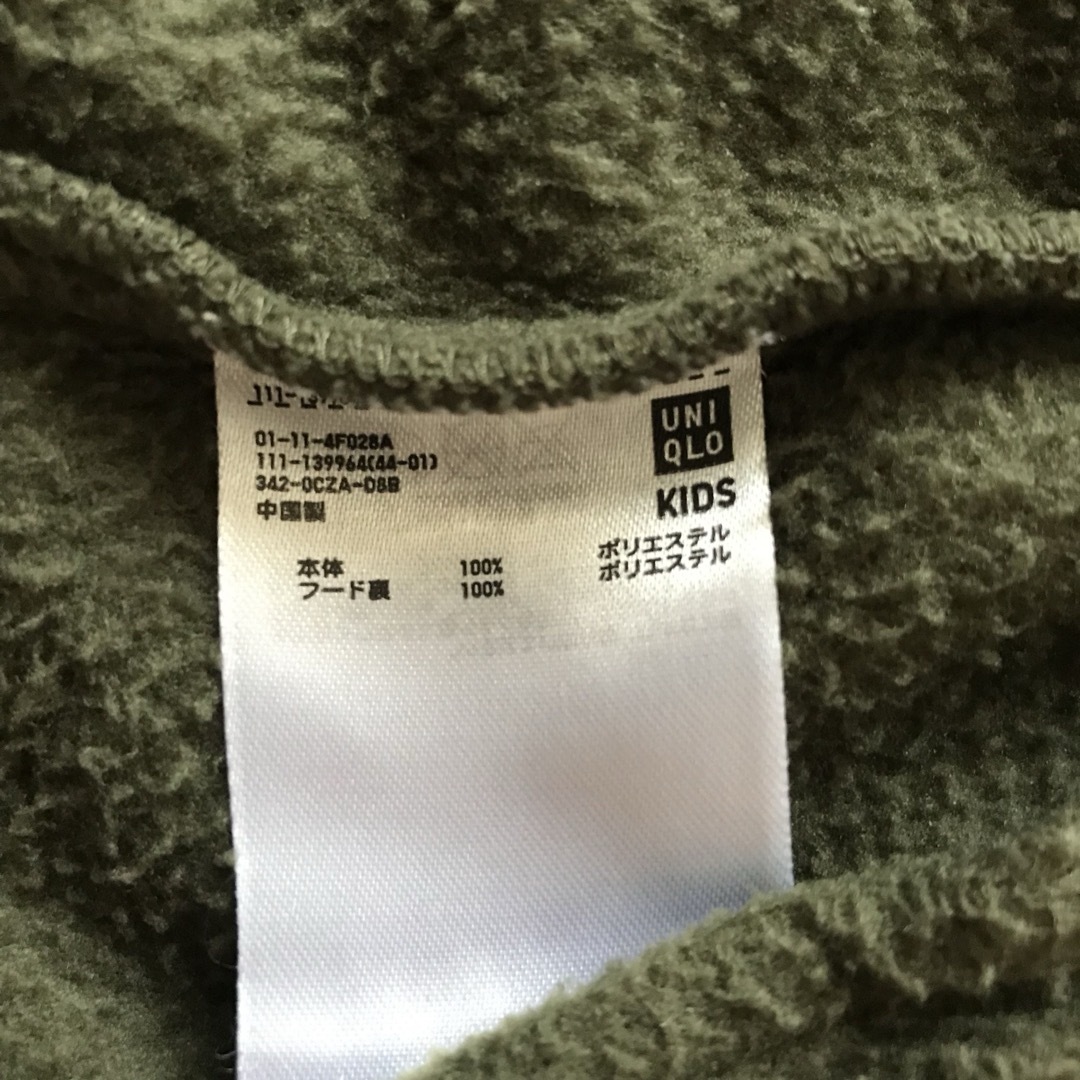 UNI
QLO
KIDS
01-11-4F028A
111-139964(44-01)
342-0CZA-08B
中国製
本体 100% ポリエステル
フード裏 100% ポリエステル